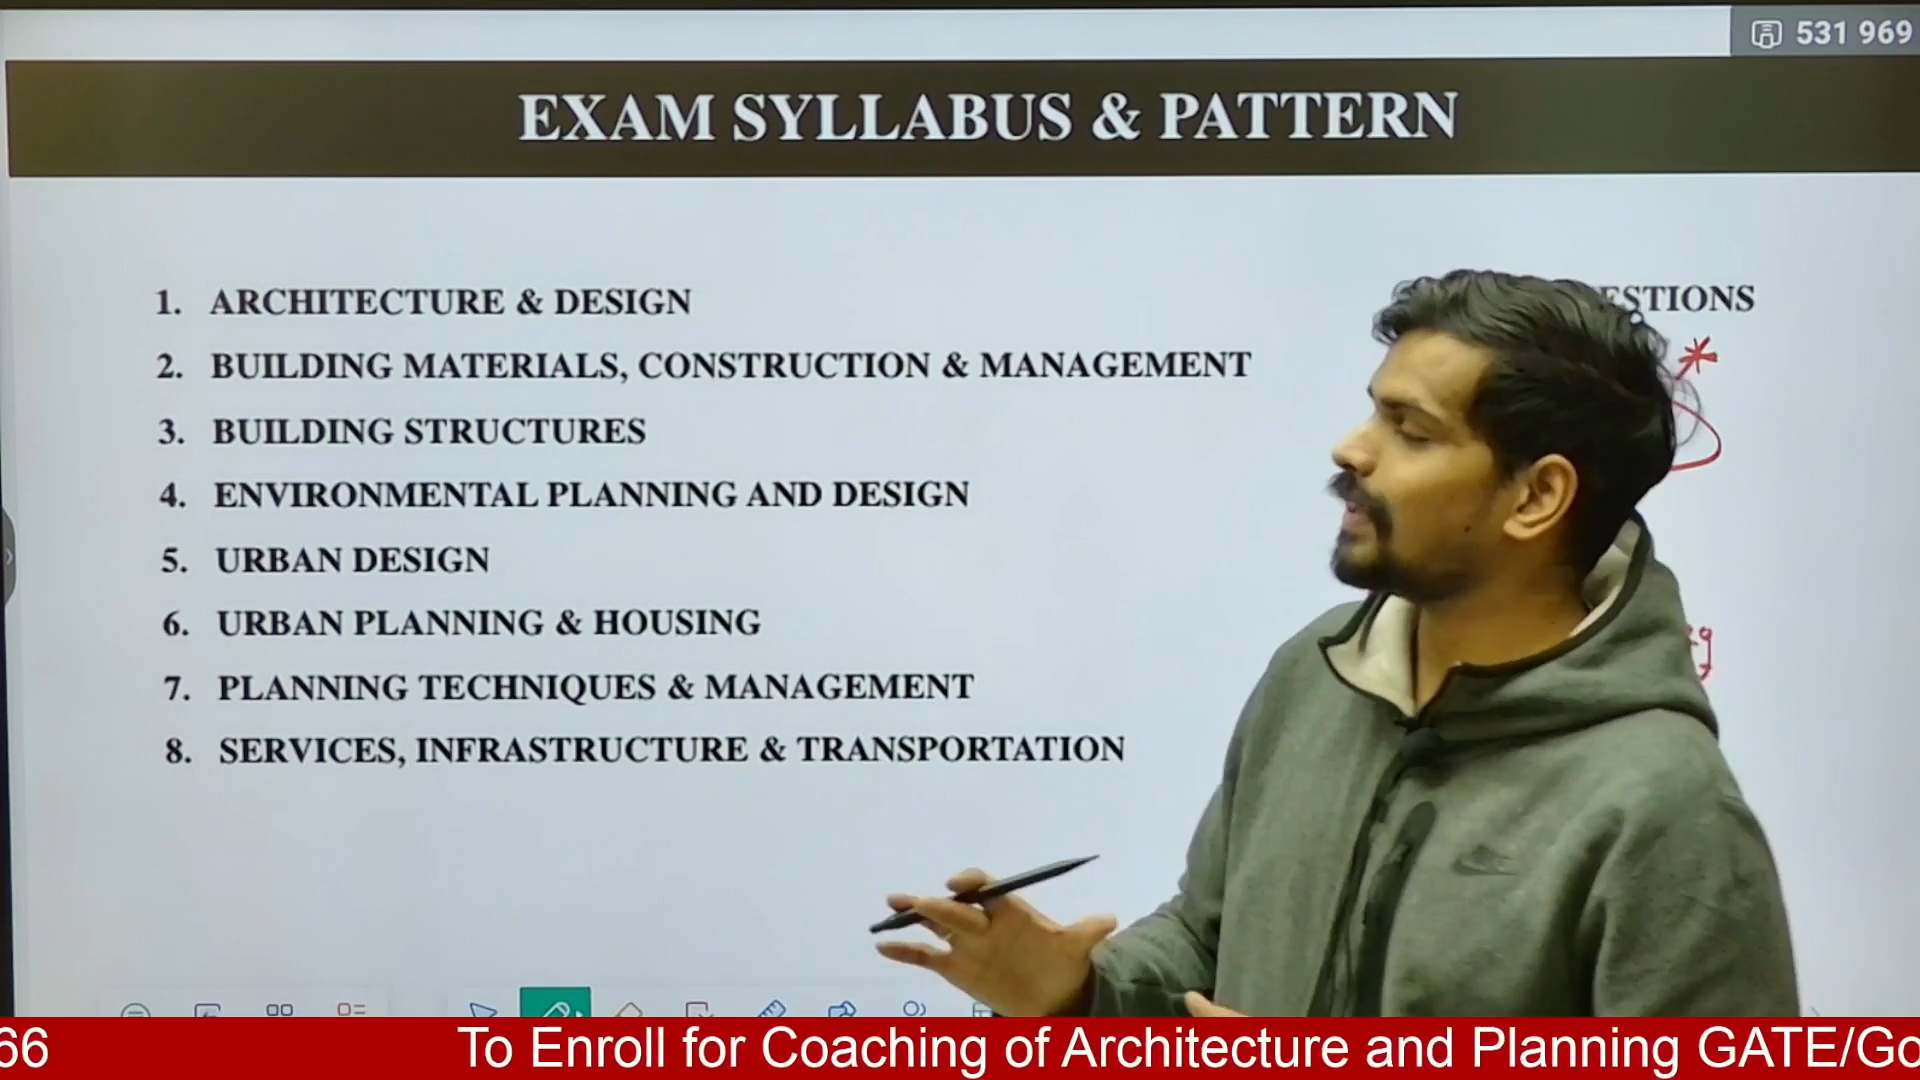 531 969
EXAM SYLLABUS & PATTERN
1. ARCHITECTURE & DESIGN
2. BUILDING MATERIALS, CONSTRUCTION & MANAGEMENT
3. BUILDING STRUCTURES
4. ENVIRONMENTAL PLANNING AND DESIGN
5. URBAN DESIGN
6. URBAN PLANNING & HOUSING
7. PLANNING TECHNIQUES & MANAGEMENT
8. SERVICES, INFRASTRUCTURE & TRANSPORTATION
ESTIONS
66 To Enroll for Coaching of Architecture and Planning GATE/Go